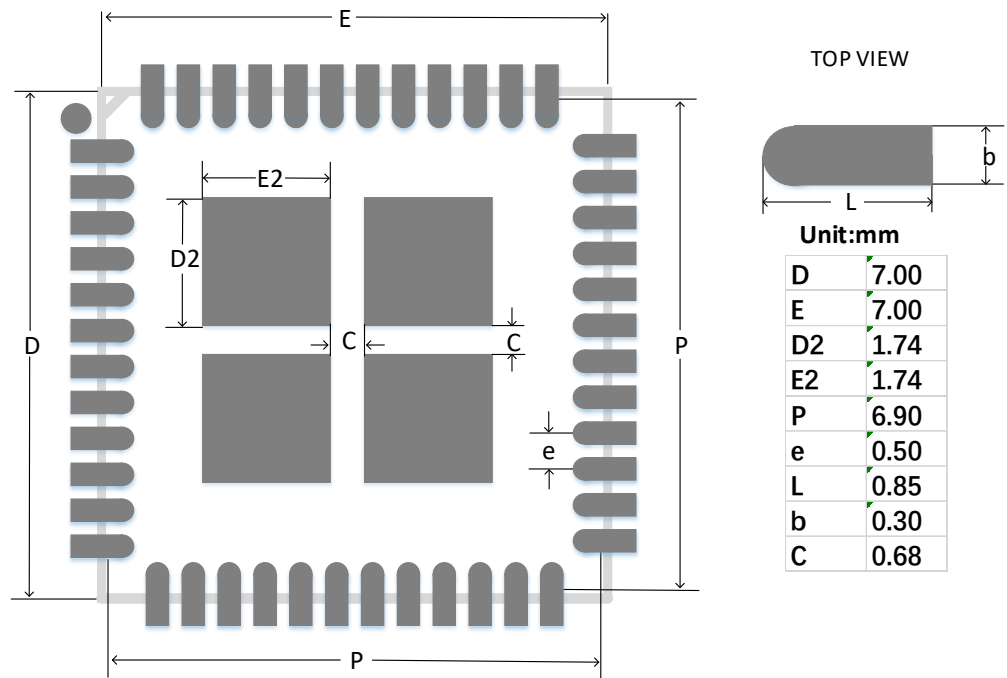 E
TOP VIEW
b
E2
L
D2
Unit:mm
D 7.00
E 7.00
D2 1.74
E2 1.74
P 6.90
e 0.50
L 0.85
b 0.30
C 0.68
C
C
D
P
e
P